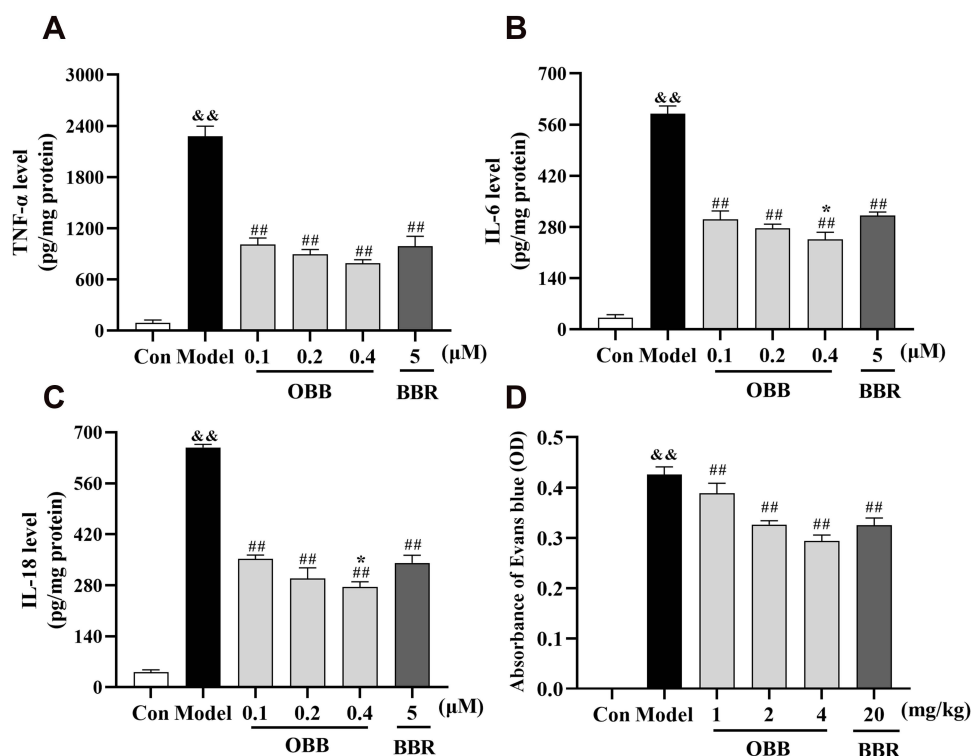 A
TNF-α level
(pg/mg protein)
3000
2400
1800
1200
600
0
&&
##
##
##
##
Con Model 0.1 0.2 0.4 5 (μM)
OBB BBR
B
IL-6 level
(pg/mg protein)
700
560
420
280
140
0
&&
##
##
*
##
##
Con Model 0.1 0.2 0.4 5 (μM)
OBB BBR
C
IL-18 level
(pg/mg protein)
700
560
420
280
140
0
&&
##
##
*
##
##
Con Model 0.1 0.2 0.4 5 (μM)
OBB BBR
D
Absorbance of Evans blue (OD)
0.5
0.4
0.3
0.2
0.1
0.0
&&
##
##
##
##
Con Model 1 2 4 20 (mg/kg)
OBB BBR